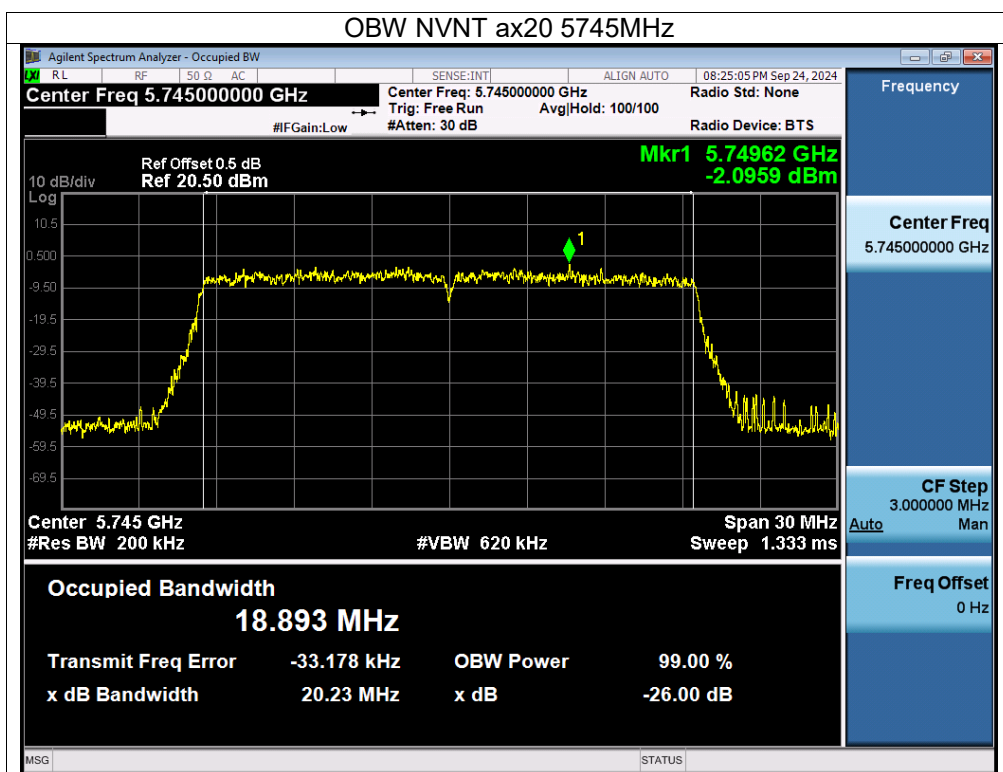 OBW NVNT ax20 5745MHz
Agilent Spectrum Analyzer - Occupied BW
LXI RL RF 50 Ω AC SENSE:INT ALIGN AUTO 08:25:05 PM Sep 24, 2024
Center Freq 5.745000000 GHz
Center Freq: 5.745000000 GHz
Radio Std: None
Trig: Free Run Avg|Hold: 100/100
#IFGain:Low #Atten: 30 dB Radio Device: BTS
Frequency
Mkr1 5.74962 GHz
-2.0959 dBm
Ref Offset 0.5 dB
10 dB/div Ref 20.50 dBm
Log
10.5
0.500
-9.50
-19.5
-29.5
-39.5
-49.5
-59.5
-69.5
1
Center Freq
5.745000000 GHz
Center 5.745 GHz Span 30 MHz
#Res BW 200 kHz #VBW 620 kHz Sweep 1.333 ms
CF Step
3.000000 MHz
Auto Man
Occupied Bandwidth
18.893 MHz
Transmit Freq Error -33.178 kHz OBW Power 99.00 %
x dB Bandwidth 20.23 MHz x dB -26.00 dB
Freq Offset
0 Hz
MSG STATUS